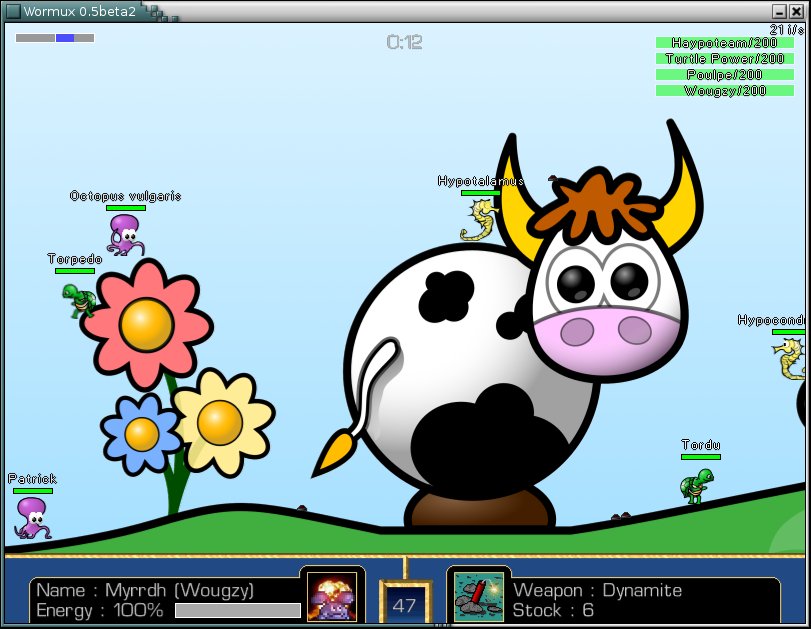 Wormux 0.5beta2
21 i/s
0:12
Haypoteam/200
Turtle Power/200
Poulpe/200
Wougzy/200
Octopus vulgaris
Hypotalamus
Torpedo
Hypocond
Tordu
Patrick
Name : Myrrdh (Wougzy)
Energy : 100%
47
Weapon : Dynamite
Stock : 6